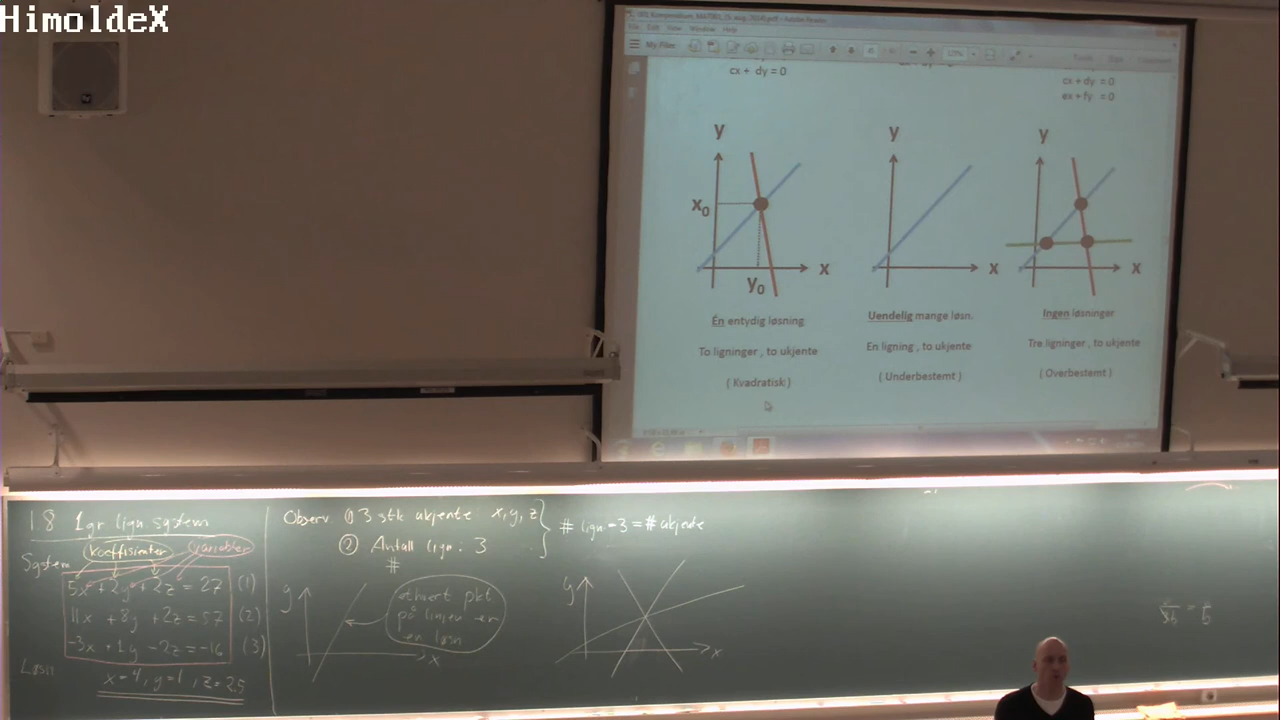 HimoldeX
My Files
cx + dy = 0
cx + dy = 0
ex + fy = 0
y
y
y
x₀
x
x
x
y₀
Én entydig løsning
Uendelig mange løsn.
Ingen løsninger
To ligninger , to ukjente
En ligning , to ukjente
Tre ligninger , to ukjente
( Kvadratisk )
( Underbestemt )
( Overbestemt )
1.8 1gr lign system
System
koeffisienter
variabler
5x + 2y + 2z = 27 (1)
11x + 8y + 2z = 57 (2)
-3x + 1y - 2z = -16 (3)
Løsn
x=4, y=1, z=2.5
Observ ① 3 stk ukjente x, y, z
② Antall lign: 3
#
# lign = 3 = # ukjente
y
x
ethvert pkt
på linjen er
en løsn
y
x